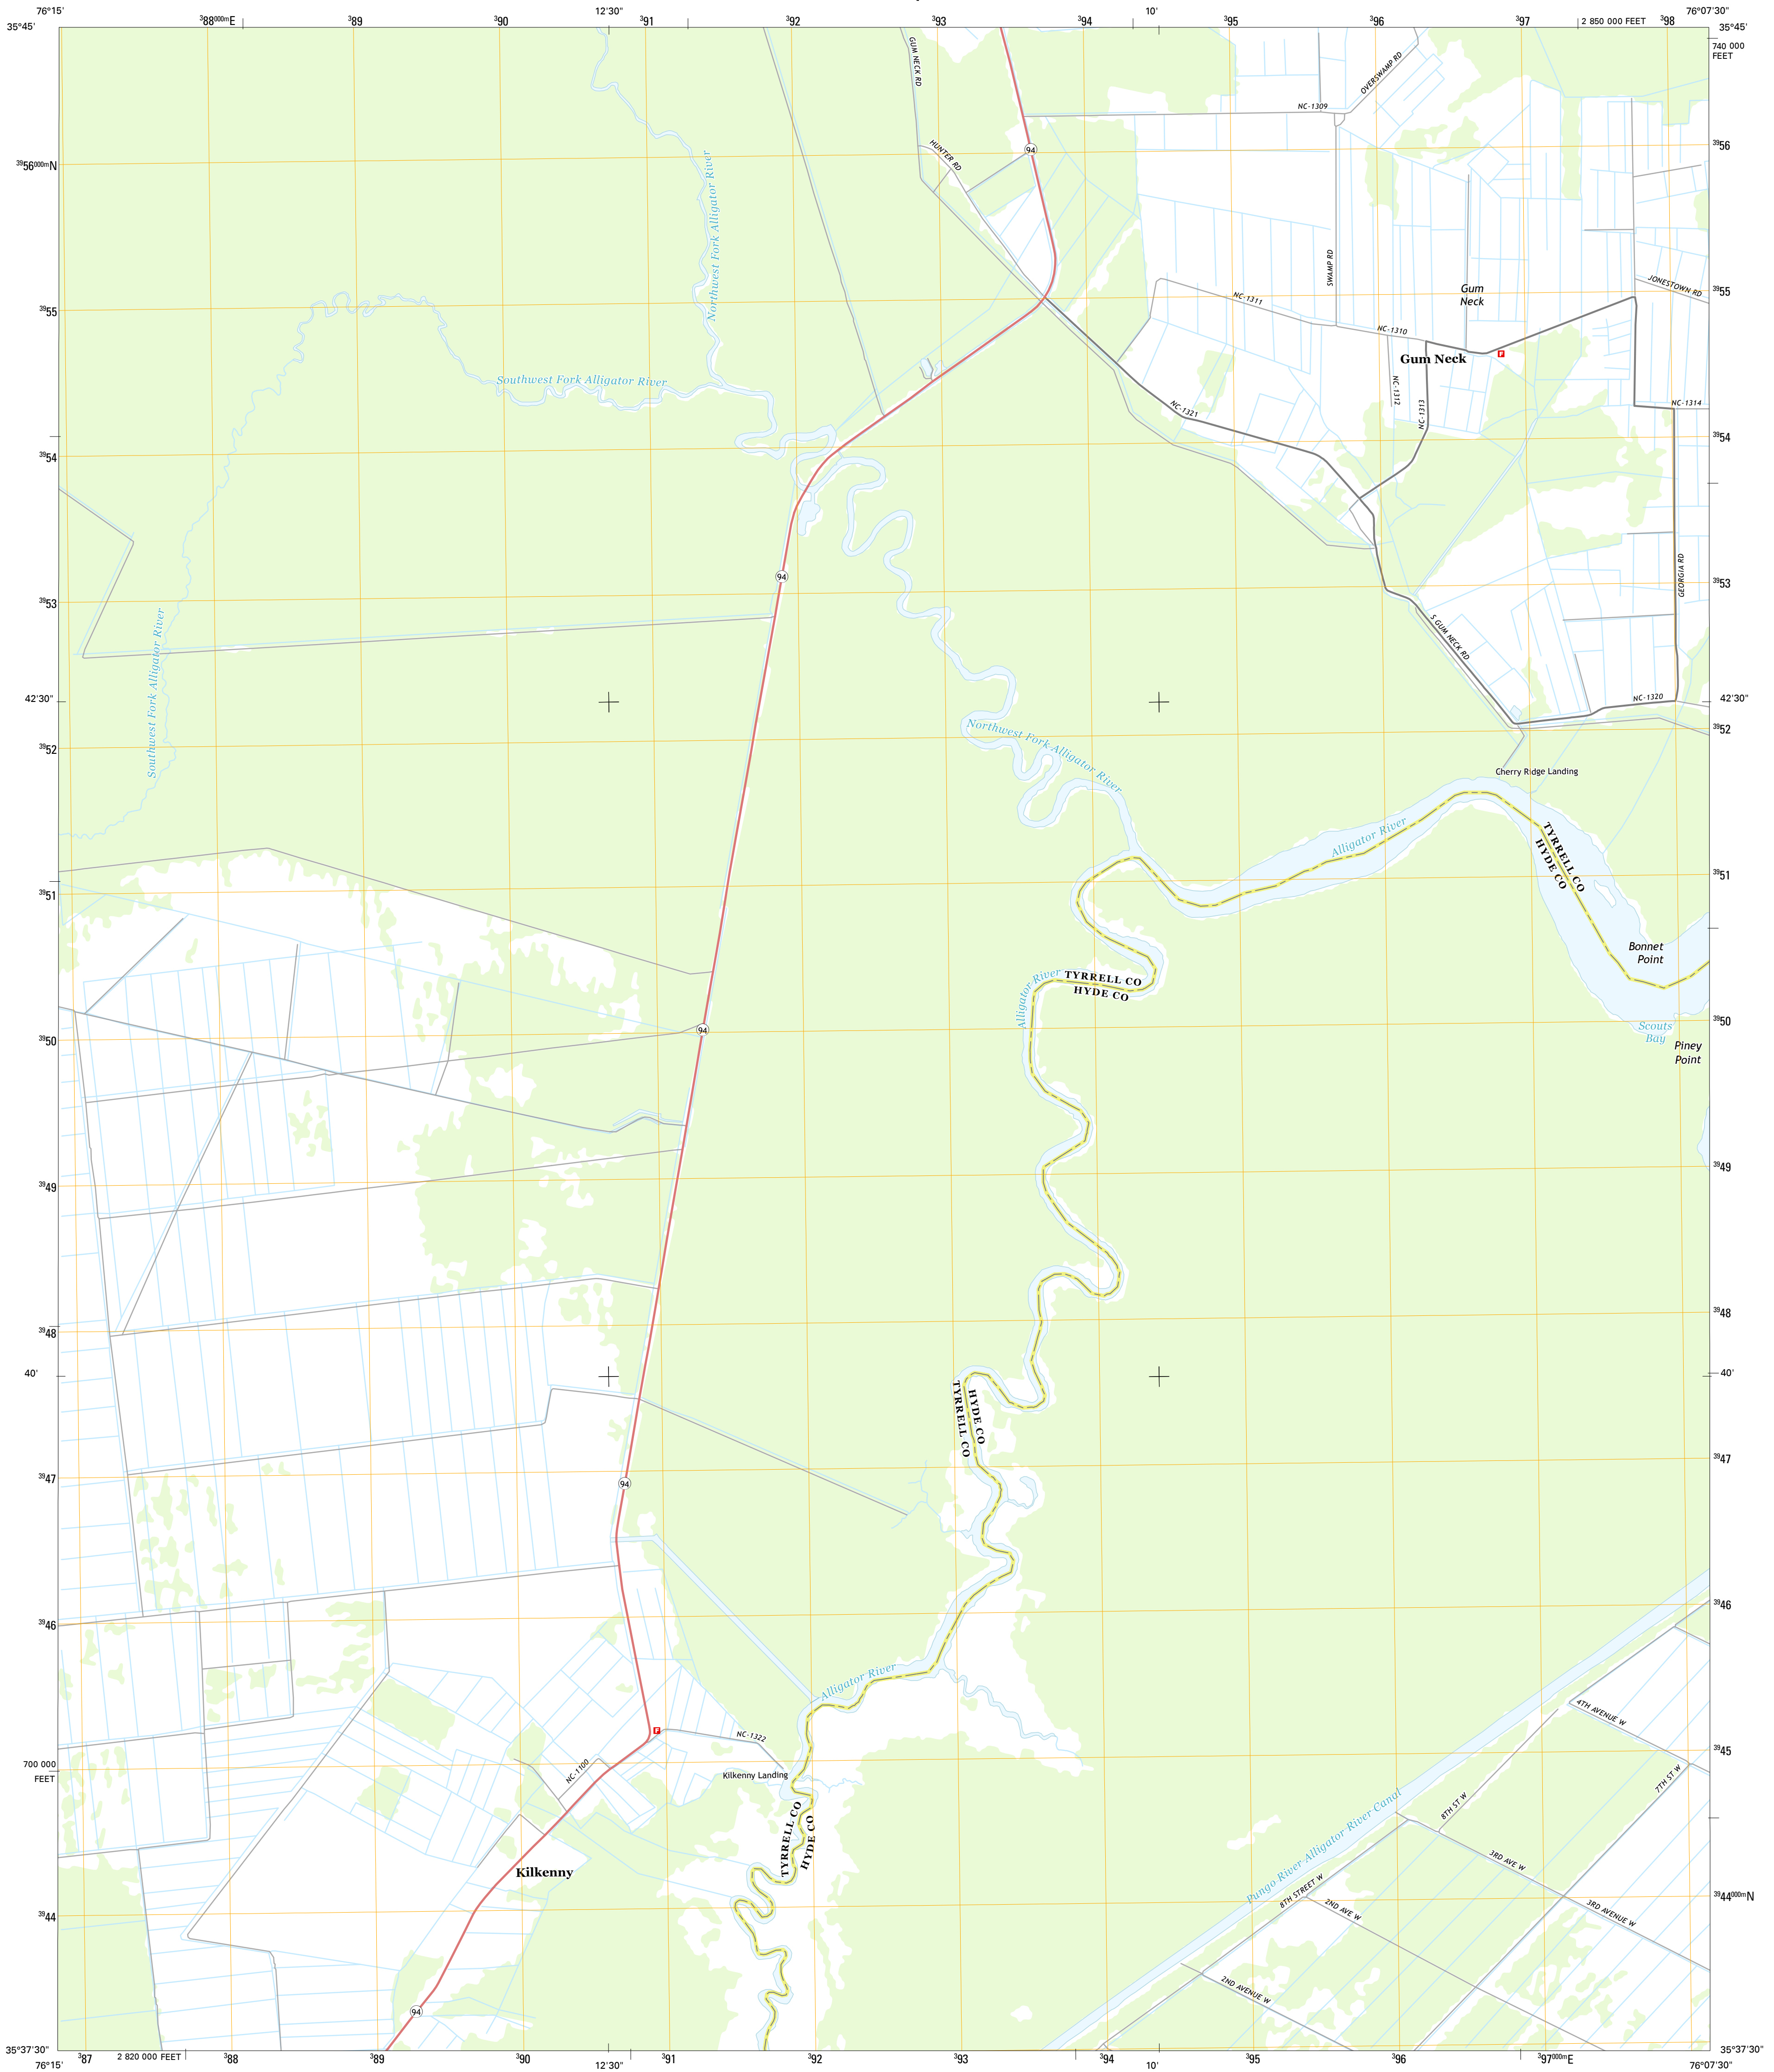 76°15'
³88⁰⁰⁰ᵐE
³89
³90
12'30"
³91
³92
³93
³94
10'
³95
³96
³97
2 850 000 FEET
³98
76°07'30"
35°45'
35°45'
740 000
FEET
GUM NECK RD
OVERSWAMP RD
NC-1309
94
HUNTER RD
³⁹56⁰⁰⁰ᵐN
³⁹56
Northwest Fork Alligator River
SWAMP RD
JONESTOWN RD
Gum
Neck
NC-1311
³⁹55
³⁹55
NC-1310
Gum Neck
F
Southwest Fork Alligator River
NC-1312
NC-1313
NC-1314
NC-1321
³⁹54
³⁹54
94
GEORGIA RD
³⁹53
³⁹53
S GUM NECK RD
Southwest Fork Alligator River
42'30"
NC-1320
42'30"
³⁹52
³⁹52
Northwest Fork Alligator River
Cherry Ridge Landing
Alligator River
TYRRELL CO
HYDE CO
³⁹51
³⁹51
Bonnet
Point
Alligator River
TYRRELL CO
HYDE CO
94
³⁹50
³⁹50
Scouts
Bay
Piney
Point
³⁹49
³⁹49
³⁹48
³⁹48
40'
40'
HYDE CO
TYRRELL CO
³⁹47
³⁹47
94
³⁹46
³⁹46
Alligator River
4TH AVENUE W
F
NC-1322
700 000
FEET
³⁹45
NC-1100
Kilkenny Landing
7TH ST W
8TH ST W
Pungo River-Alligator River Canal
TYRRELL CO
HYDE CO
3RD AVE W
Kilkenny
8TH STREET W
2ND AVE W
3RD AVENUE W
³⁹44
³⁹44⁰⁰⁰ᵐN
2ND AVENUE W
94
35°37'30"
35°37'30"
76°15'
³87
2 820 000 FEET
³88
³89
³90
12'30"
³91
³92
³93
³94
10'
³95
³96
³97⁰⁰⁰ᵐE
76°07'30"